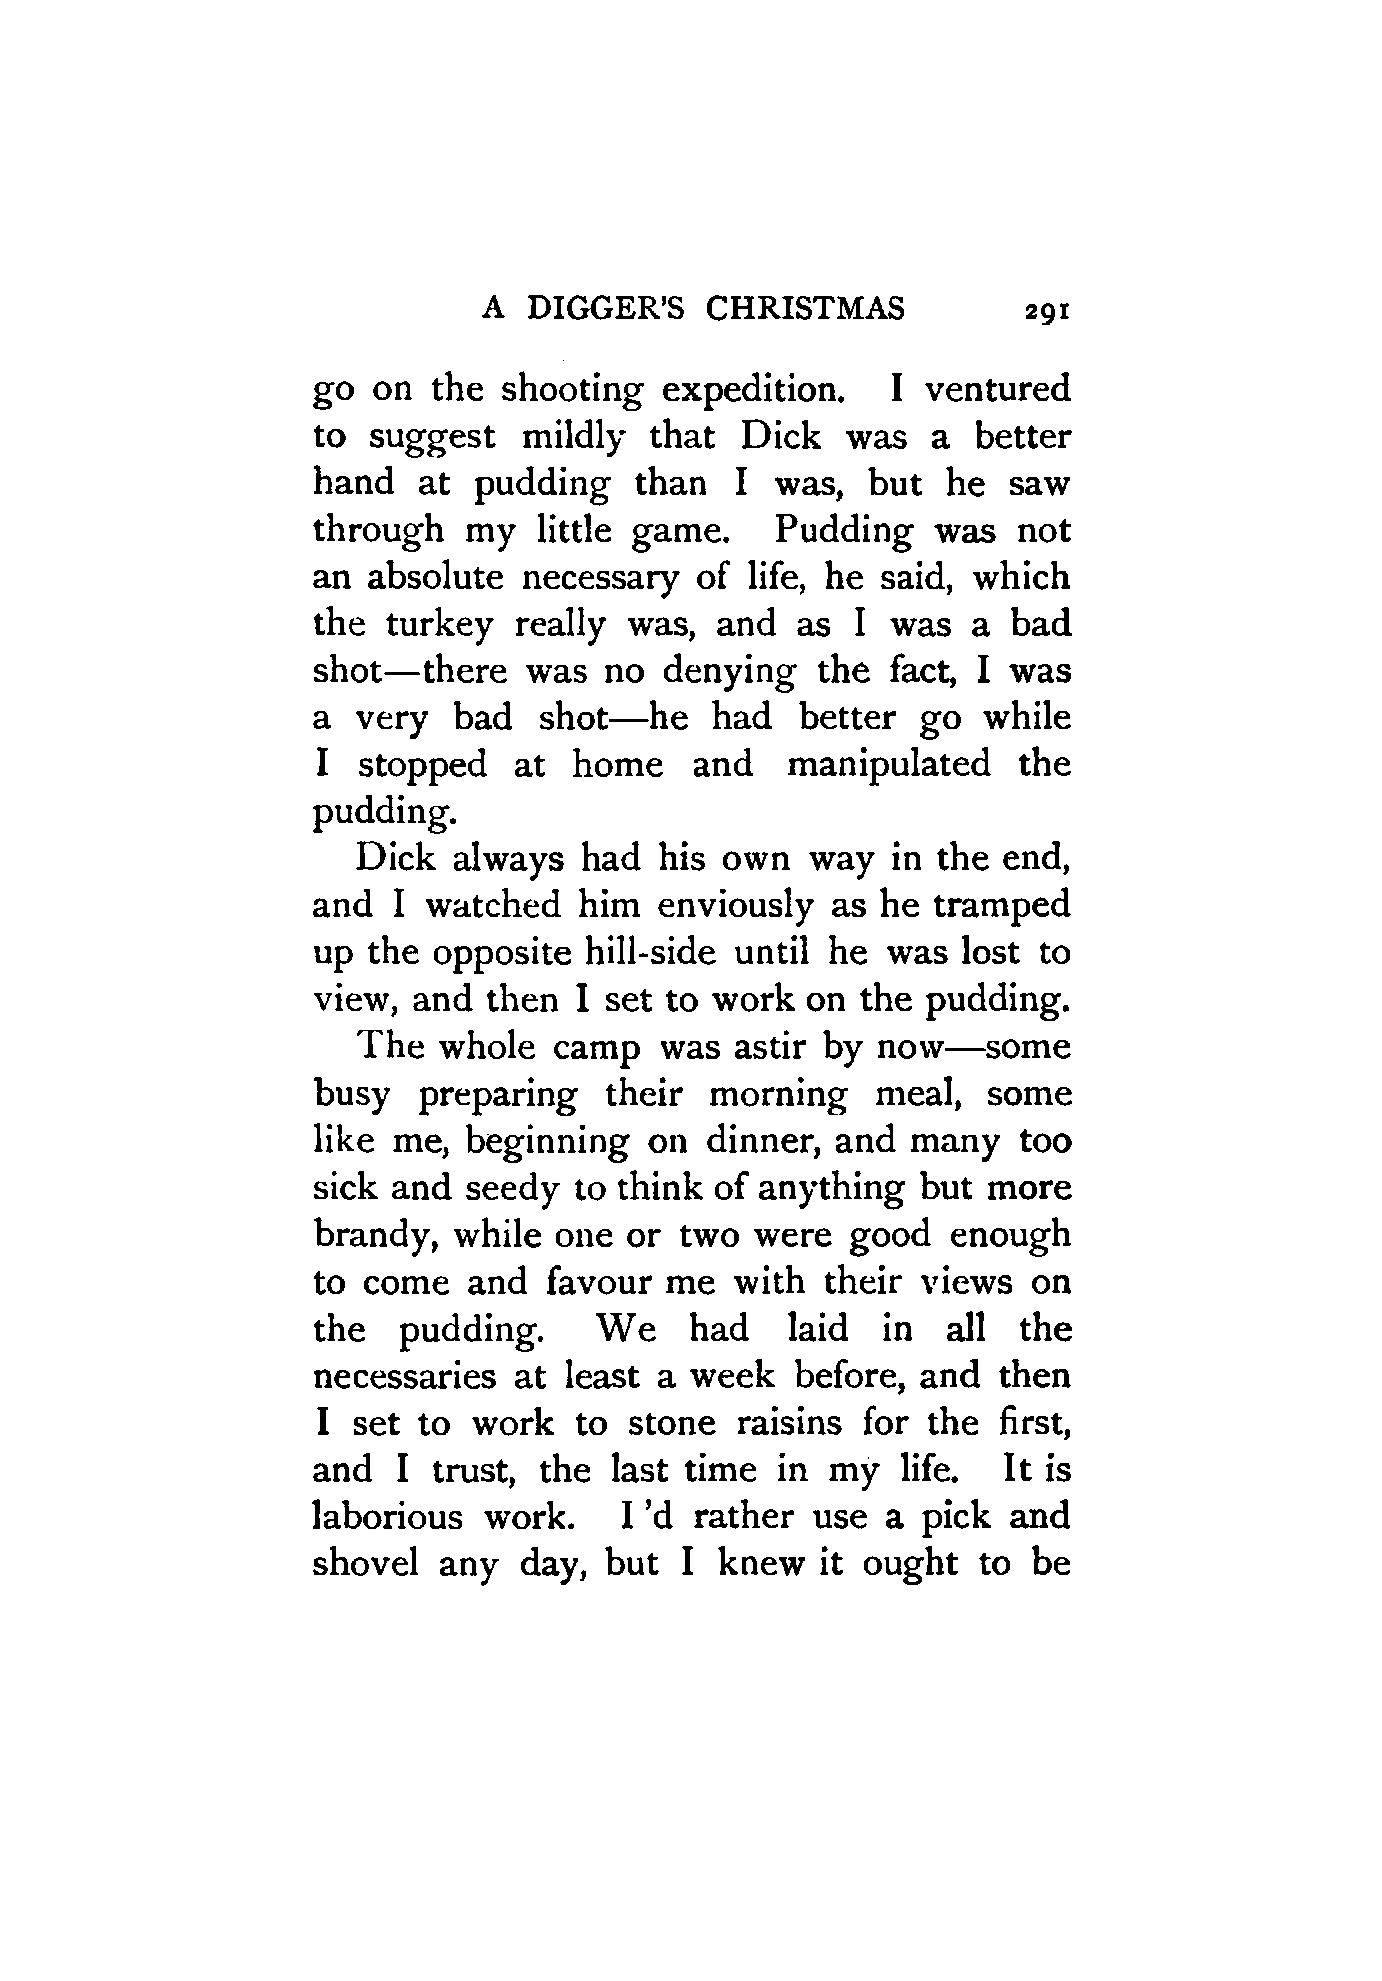 A DIGGER'S CHRISTMAS 291
go on the shooting expedition. I ventured
to suggest mildly that Dick was a better
hand at pudding than I was, but he saw
through my little game. Pudding was not
an absolute necessary of life, he said, which
the turkey really was, and as I was a bad
shot—there was no denying the fact, I was
a very bad shot—he had better go while
I stopped at home and manipulated the
pudding.
Dick always had his own way in the end,
and I watched him enviously as he tramped
up the opposite hill-side until he was lost to
view, and then I set to work on the pudding.
The whole camp was astir by now—some
busy preparing their morning meal, some
like me, beginning on dinner, and many too
sick and seedy to think of anything but more
brandy, while one or two were good enough
to come and favour me with their views on
the pudding. We had laid in all the
necessaries at least a week before, and then
I set to work to stone raisins for the first,
and I trust, the last time in my life. It is
laborious work. I 'd rather use a pick and
shovel any day, but I knew it ought to be